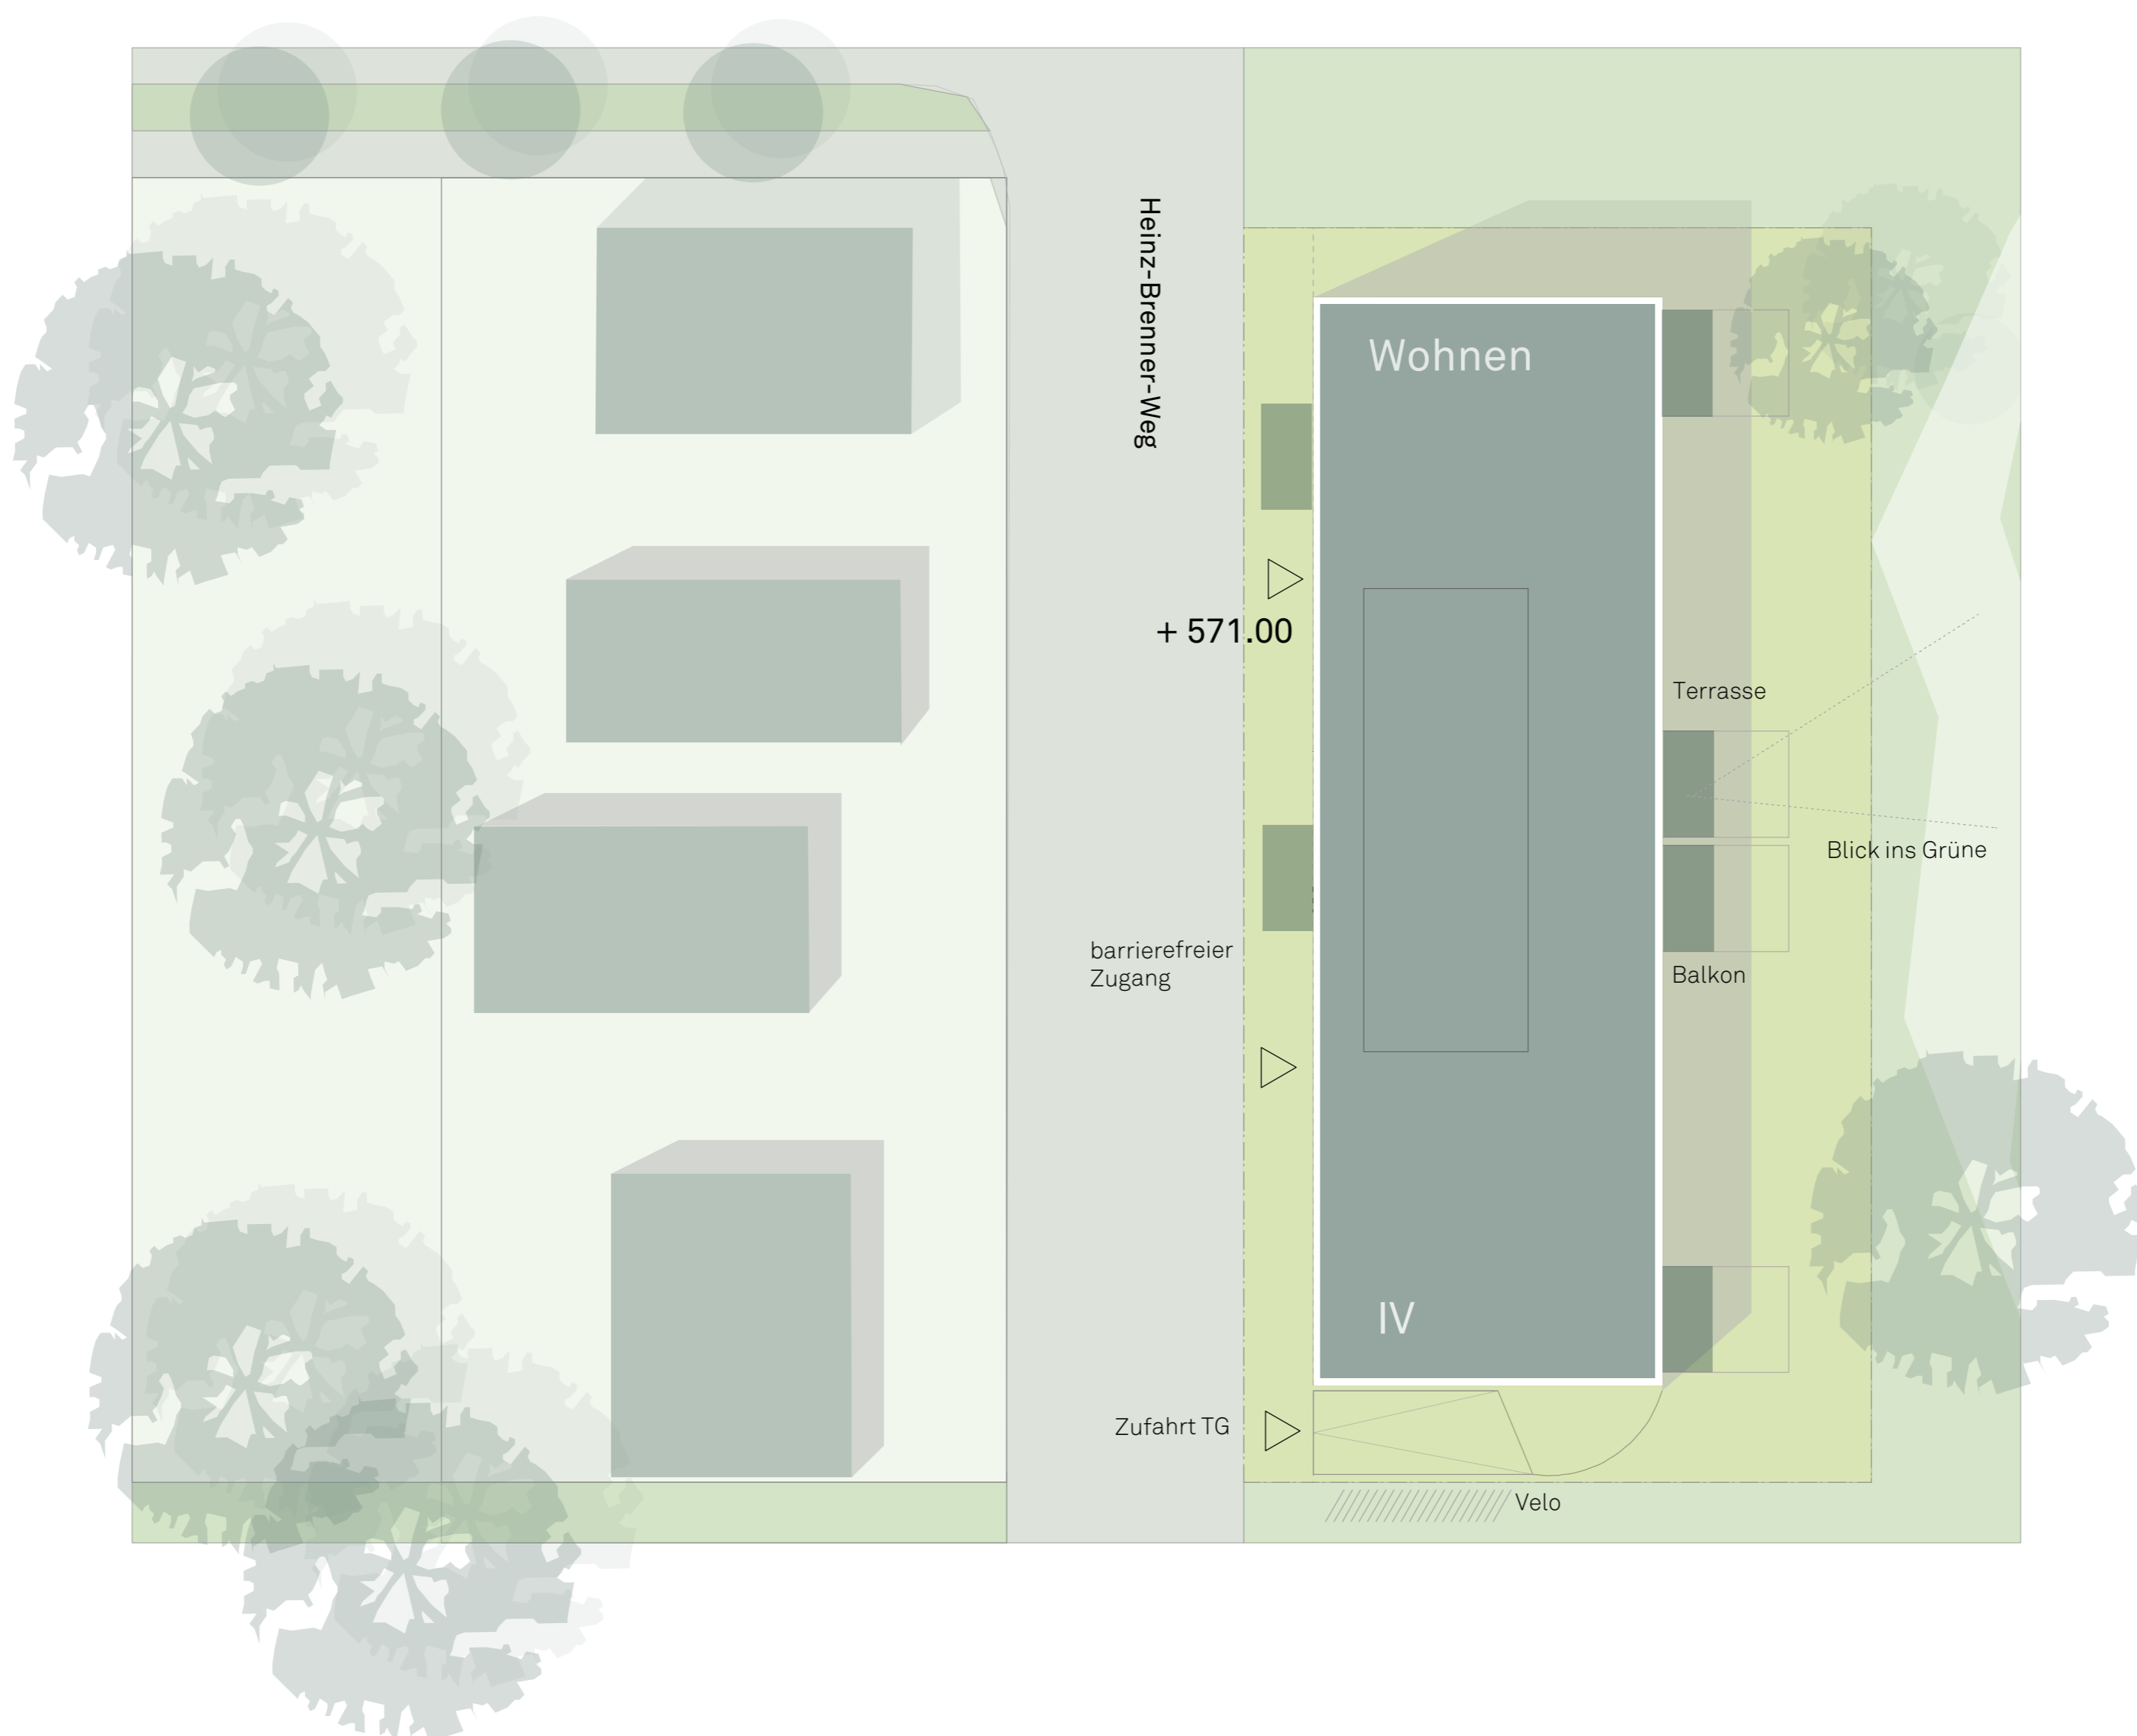 Heinz-Brenner-Weg
Wohnen
+ 571.00
Terrasse
Blick ins Grüne
barrierefreier
Zugang
Balkon
IV
Zufahrt TG
Velo